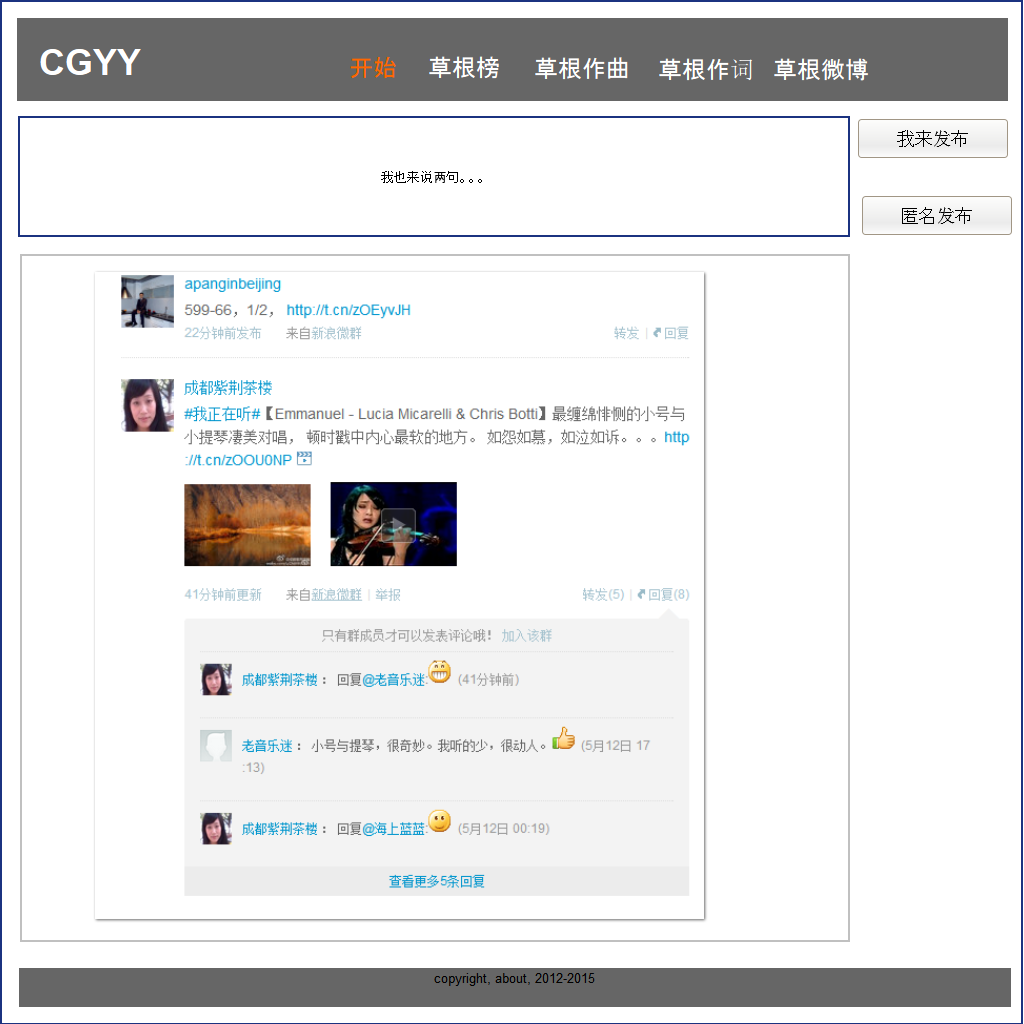 CGYY
开始 草根榜 草根作曲 草根作词 草根微博
我也来说两句。。。
我来发布
匿名发布
apanginbeijing
599-66，1/2， http://t.cn/zOEyvJH
22分钟前发布 来自新浪微群 转发 | 回复
成都紫荆茶楼
#我正在听#【Emmanuel - Lucia Micarelli & Chris Botti】最缠绵悱恻的小号与
小提琴凄美对唱， 顿时戳中内心最软的地方。 如怨如慕，如泣如诉。。。http
://t.cn/zOOU0NP
41分钟前更新 来自新浪微群 | 举报 转发(5) | 回复(8)
只有群成员才可以发表评论哦！ 加入该群
成都紫荆茶楼： 回复@老音乐迷: (41分钟前)
老音乐迷： 小号与提琴，很奇妙。我听的少，很动人。 (5月12日 17
:13)
成都紫荆茶楼： 回复@海上蓝蓝: (5月12日 00:19)
查看更多5条回复
copyright, about, 2012-2015